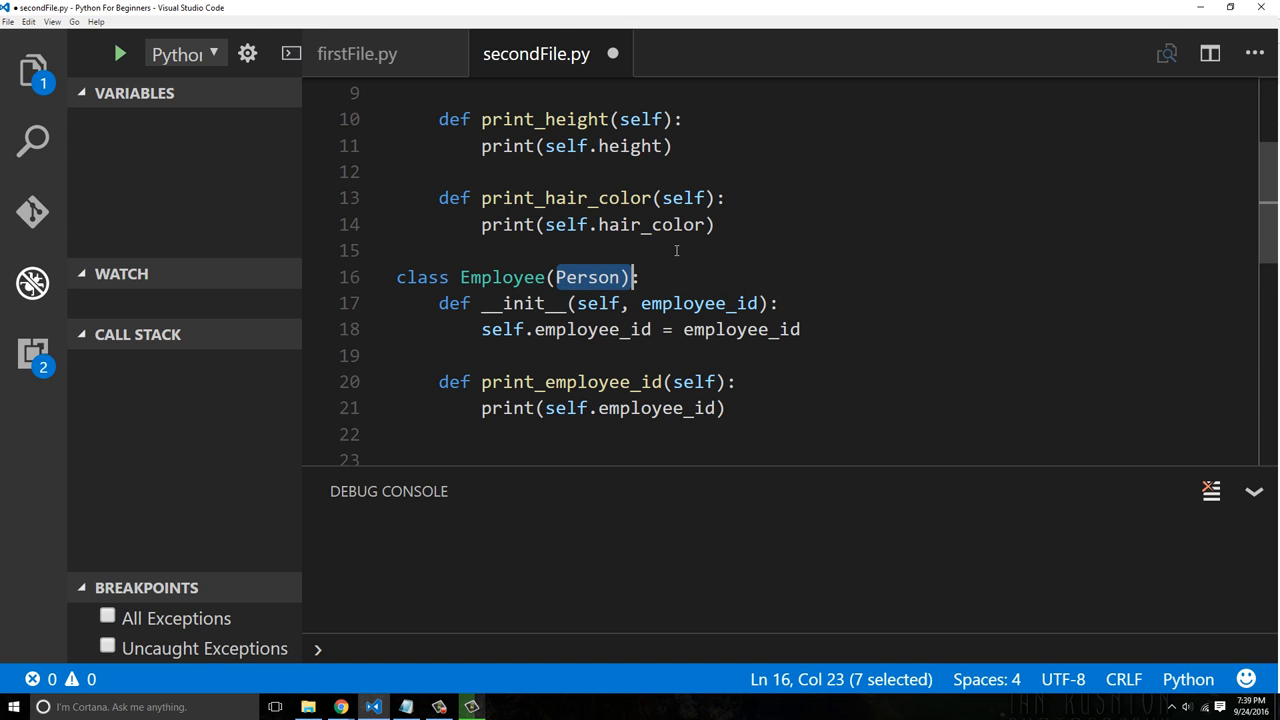 ● secondFile.py - Python For Beginners - Visual Studio Code
File Edit View Go Help
Python
firstFile.py
secondFile.py
VARIABLES
WATCH
CALL STACK
BREAKPOINTS
All Exceptions
Uncaught Exceptions
1
2
9
10 def print_height(self):
11 print(self.height)
12
13 def print_hair_color(self):
14 print(self.hair_color)
15
16 class Employee(Person):
17 def __init__(self, employee_id):
18 self.employee_id = employee_id
19
20 def print_employee_id(self):
21 print(self.employee_id)
22
23
DEBUG CONSOLE
0 0 Ln 16, Col 23 (7 selected) Spaces: 4 UTF-8 CRLF Python
I'm Cortana. Ask me anything.
7:39 PM
9/24/2016